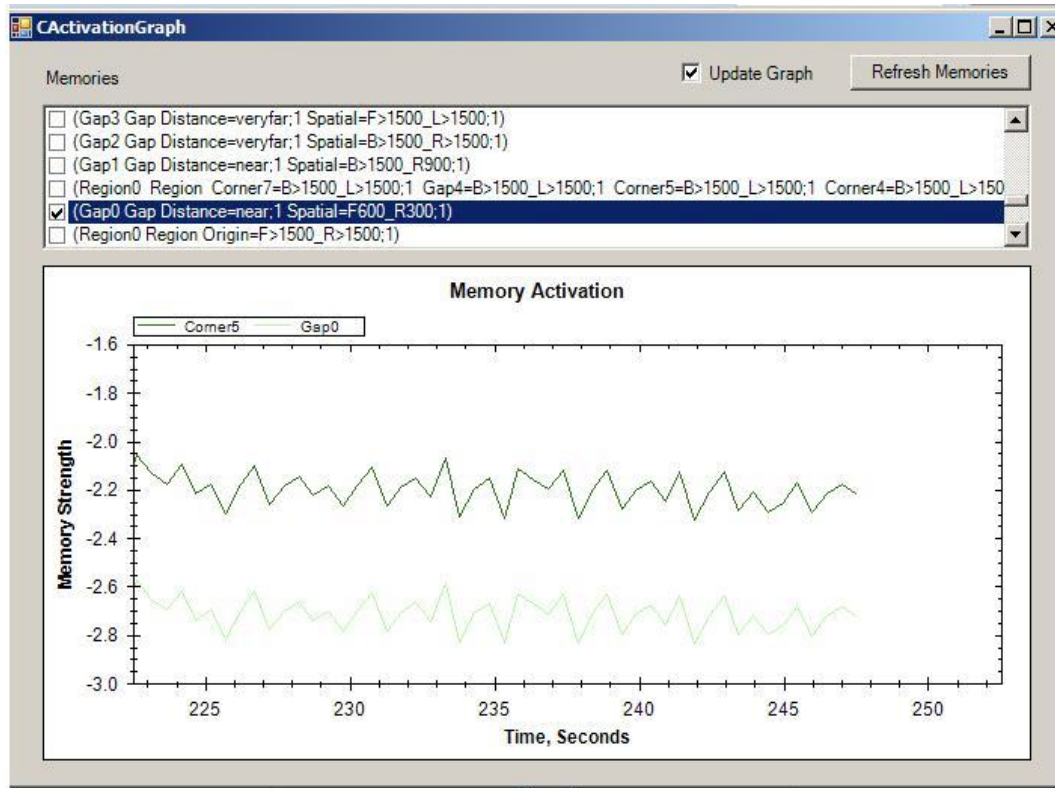 CActivationGraph
Memories
Update Graph
Refresh Memories
(Gap3 Gap Distance=veryfar;1 Spatial=F>1500_L>1500;1)
(Gap2 Gap Distance=veryfar;1 Spatial=B>1500_R>1500;1)
(Gap1 Gap Distance=near;1 Spatial=B>1500_R900;1)
(Region0 Region Corner7=B>1500_L>1500;1 Gap4=B>1500_L>1500;1 Corner5=B>1500_L>1500;1 Corner4=B>1500_L>150
(Gap0 Gap Distance=near;1 Spatial=F600_R300;1)
(Region0 Region Origin=F>1500_R>1500;1)
Memory Activation
Corner5 Gap0
-1.6
-1.8
-2.0
-2.2
-2.4
-2.6
-2.8
-3.0
Memory Strength
225 230 235 240 245 250
Time, Seconds